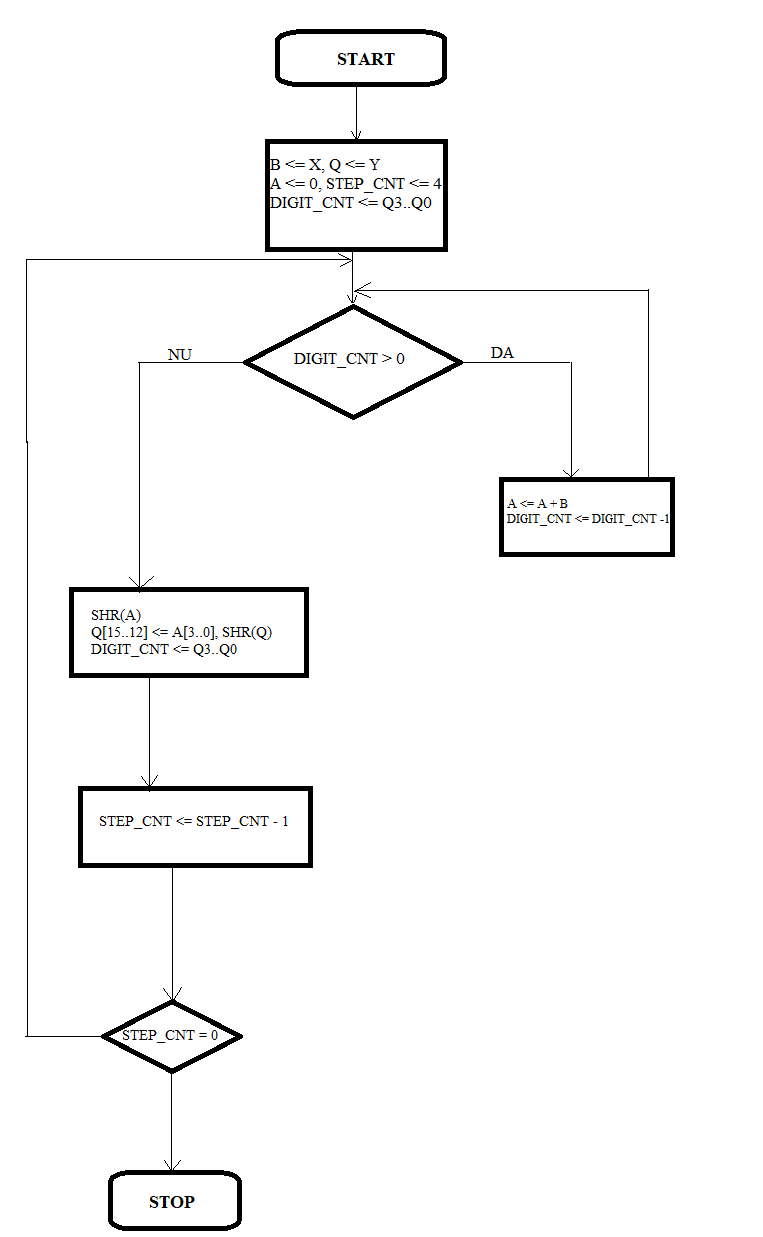 START
B <= X, Q <= Y
A <= 0, STEP_CNT <= 4
DIGIT_CNT <= Q3..Q0
NU
DIGIT_CNT > 0
DA
A <= A + B
DIGIT_CNT <= DIGIT_CNT -1
SHR(A)
Q[15..12] <= A[3..0], SHR(Q)
DIGIT_CNT <= Q3..Q0
STEP_CNT <= STEP_CNT - 1
STEP_CNT = 0
STOP